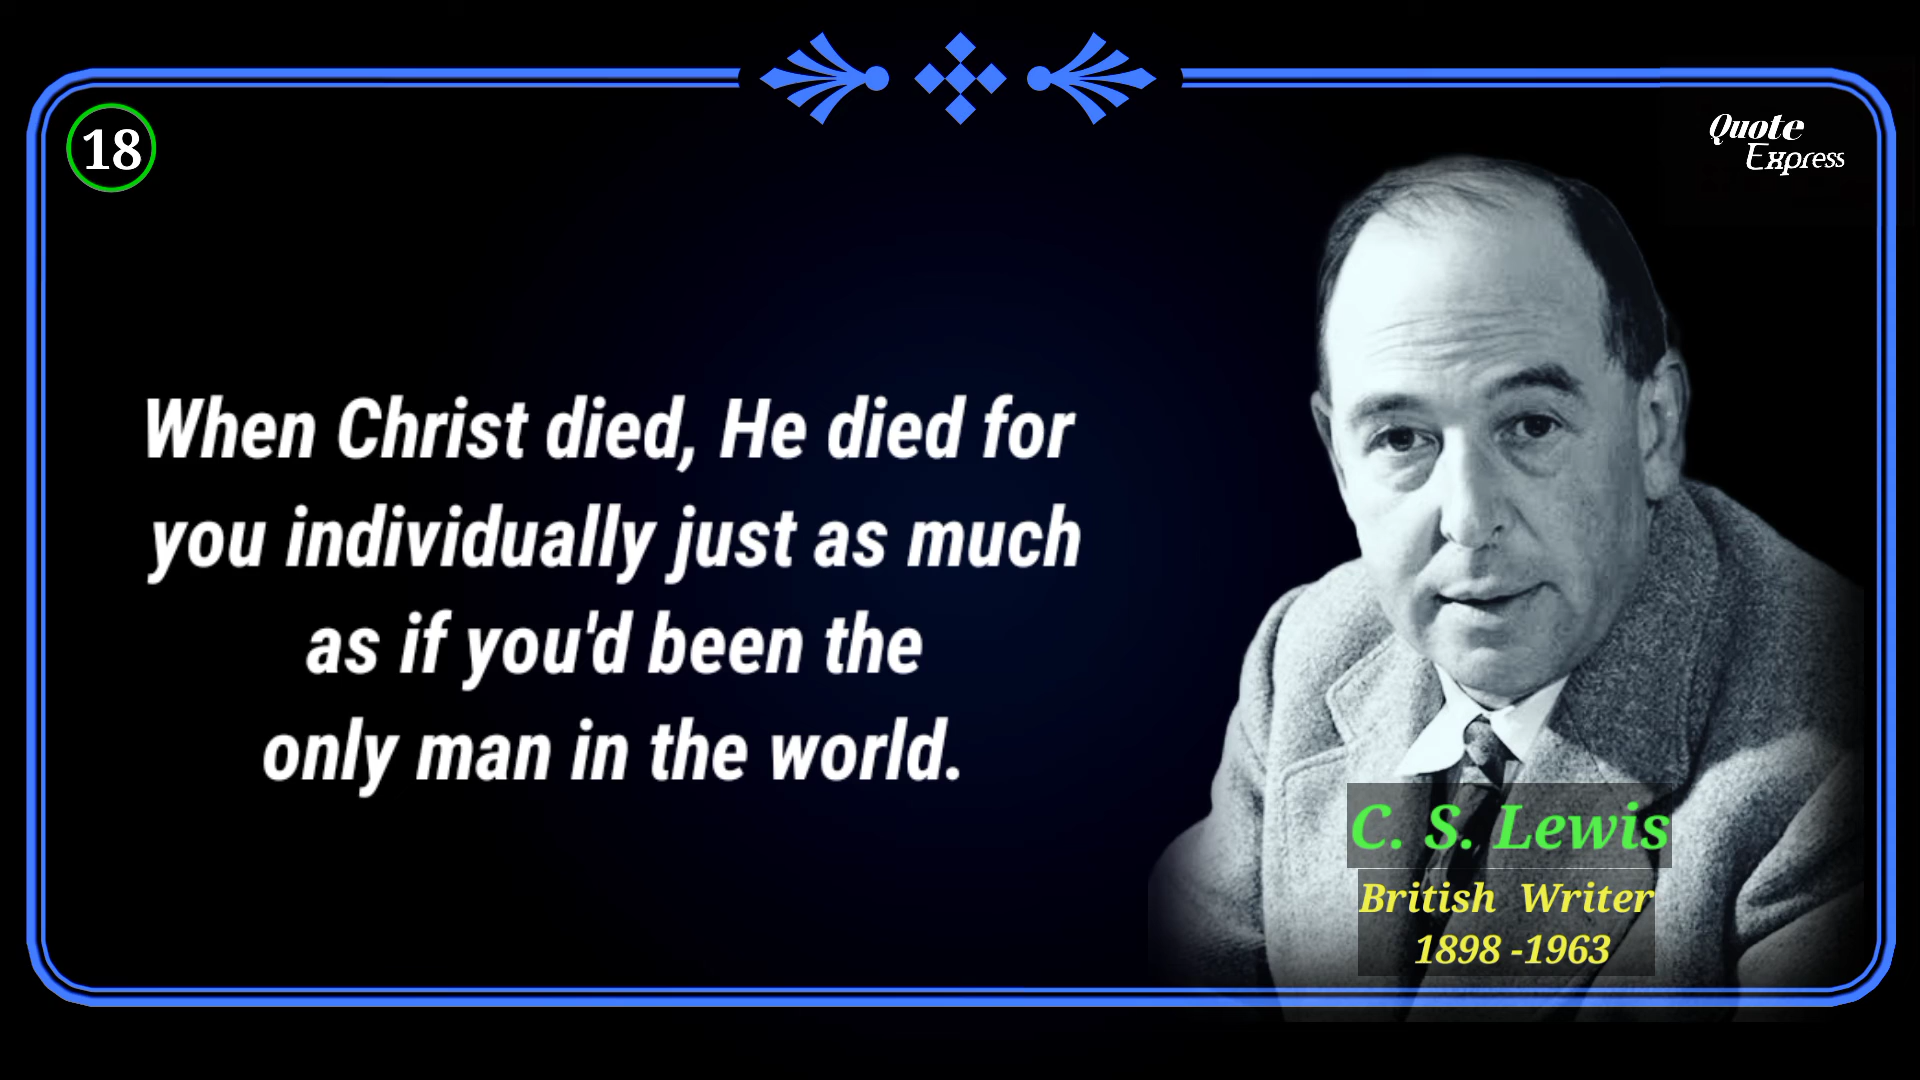 18
Quote
Express
When Christ died, He died for
you individually just as much
as if you'd been the
only man in the world.
C. S. Lewis
British Writer
1898 -1963